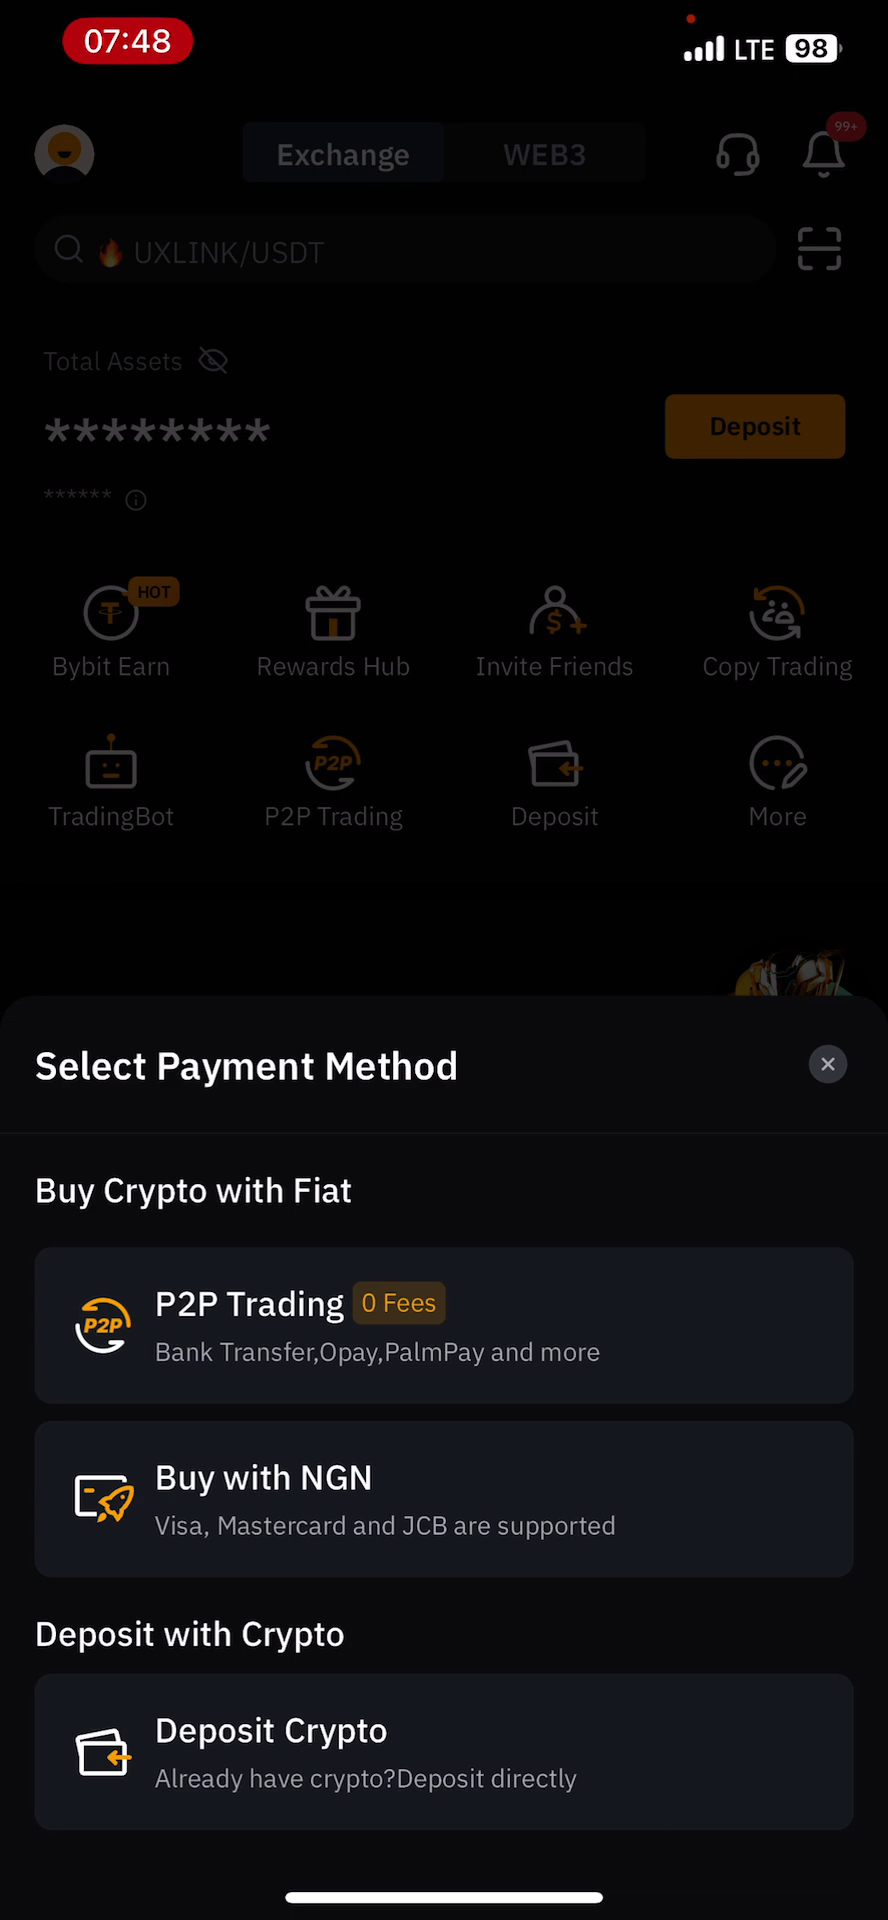 07:48 LTE 98
Exchange WEB3 99+
UXLINK/USDT
Total Assets
********
Deposit
******
HOT
Bybit Earn Rewards Hub Invite Friends Copy Trading
P2P
TradingBot P2P Trading Deposit More
Select Payment Method
Buy Crypto with Fiat
P2P
P2P Trading 0 Fees
Bank Transfer,Opay,PalmPay and more
Buy with NGN
Visa, Mastercard and JCB are supported
Deposit with Crypto
Deposit Crypto
Already have crypto?Deposit directly